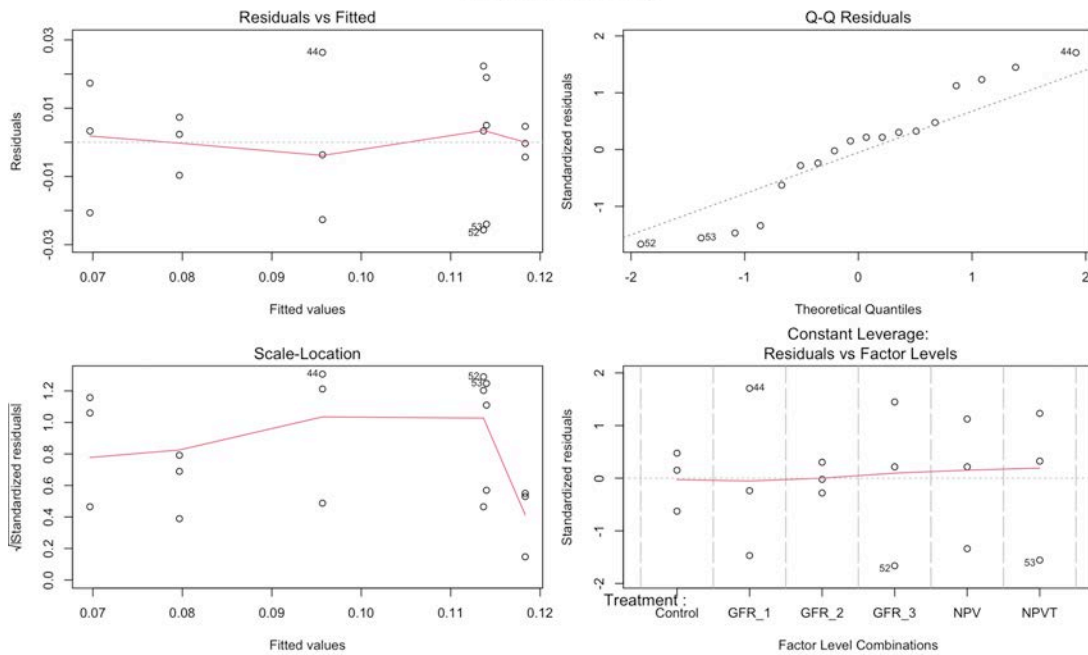 Residuals vs Fitted
Residuals
0.03
0.01
-0.01
-0.03
44
53
52
0.07 0.08 0.09 0.10 0.11 0.12
Fitted values
Q-Q Residuals
Standardized residuals
2
1
0
-1
44
52
53
-2 -1 0 1 2
Theoretical Quantiles
Scale-Location
√|Standardized residuals|
1.2
1.0
0.8
0.6
0.4
0.2
0.0
44
52
53
0.07 0.08 0.09 0.10 0.11 0.12
Fitted values
Constant Leverage:
Residuals vs Factor Levels
Standardized residuals
2
1
0
-1
-2
44
52
53
Treatment :
Control GFR_1 GFR_2 GFR_3 NPV NPVT
Factor Level Combinations